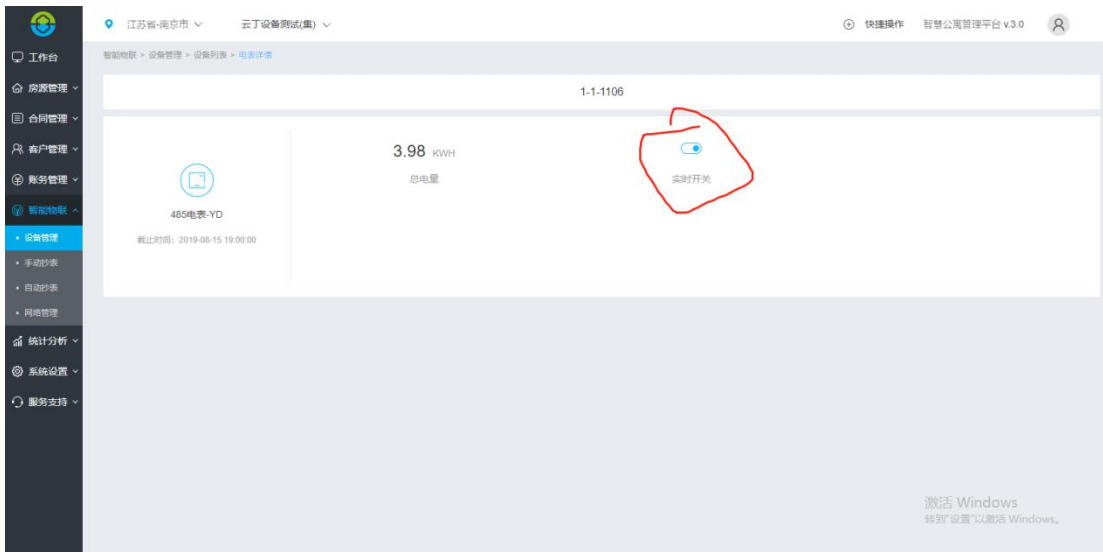 江苏省-南京市
云丁设备测试(集)
快捷操作
智慧公寓管理平台 v.3.0
工作台
房源管理
合同管理
客户管理
账务管理
智能物联
设备管理
手动抄表
自动抄表
网络管理
统计分析
系统设置
服务支持
智能物联 > 设备管理 > 设备列表 > 电表详情
1-1-1106
485电表-YD
截止时间：2019-08-15 19:00:00
3.98 KWH
总电量
实时开关
激活 Windows
转到"设置"以激活 Windows。